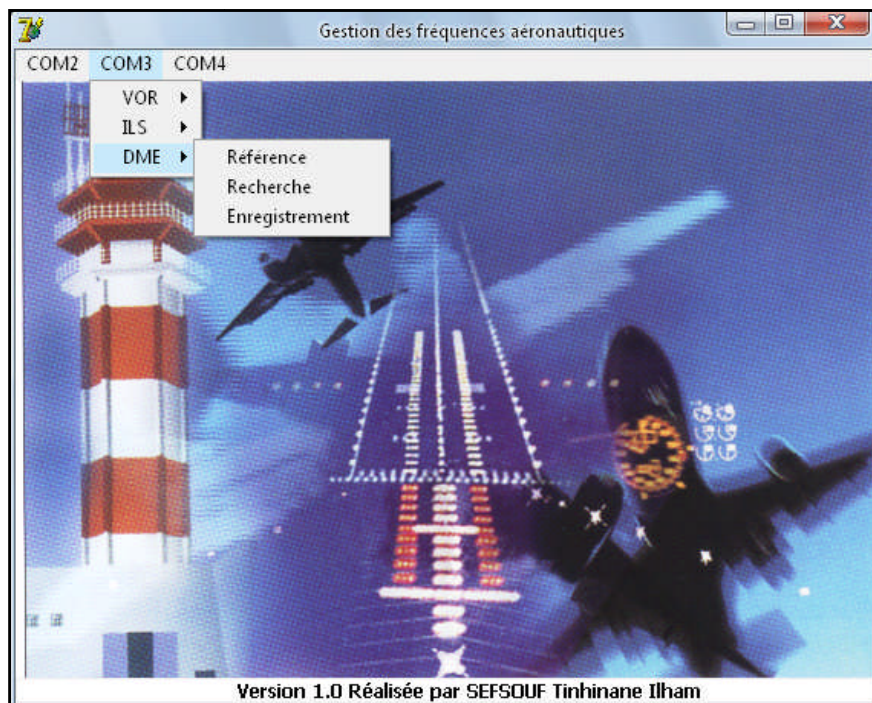 Gestion des fréquences aéronautiques
COM2 COM3 COM4
VOR
ILS
DME
Référence
Recherche
Enregistrement
Version 1.0 Réalisée par SEFSOUF Tinhinane Ilham